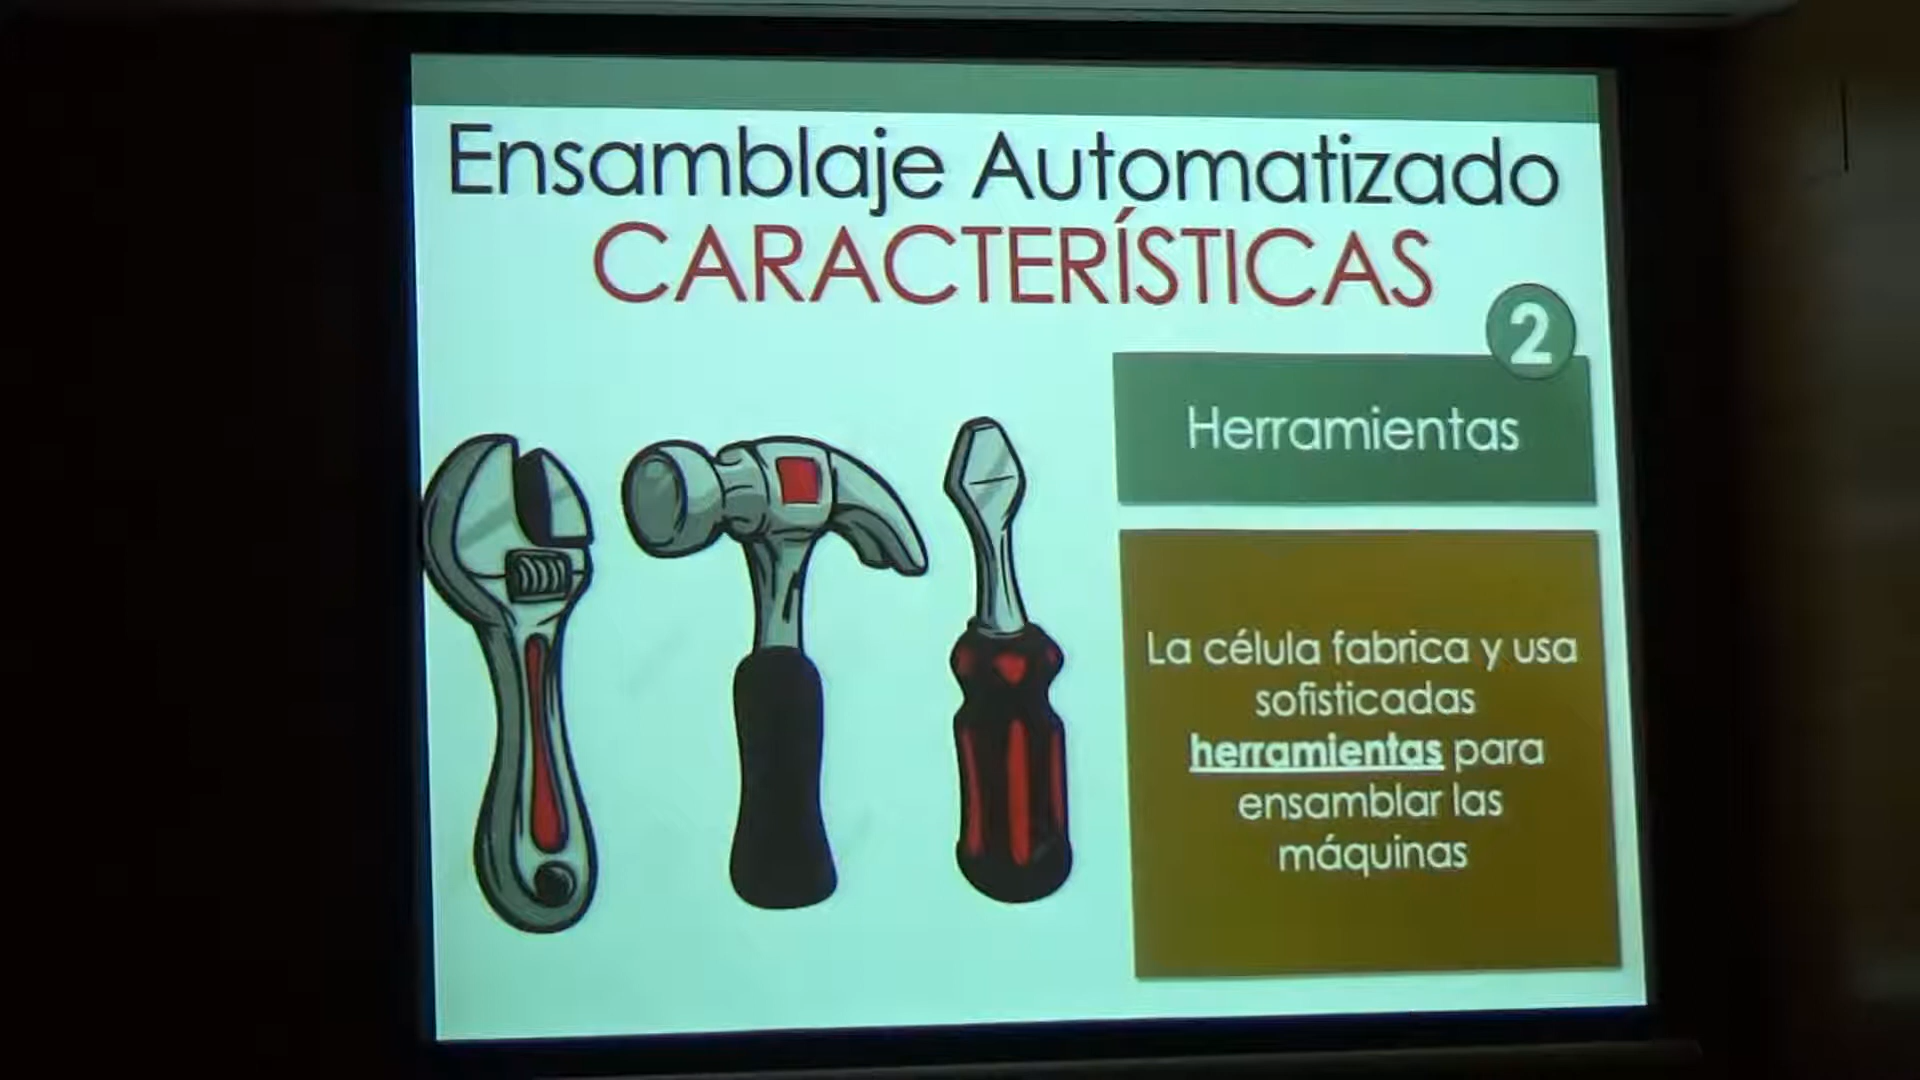 Ensamblaje Automatizado
CARACTERÍSTICAS
2
Herramientas
La célula fabrica y usa
sofisticadas
herramientas para
ensamblar las
máquinas